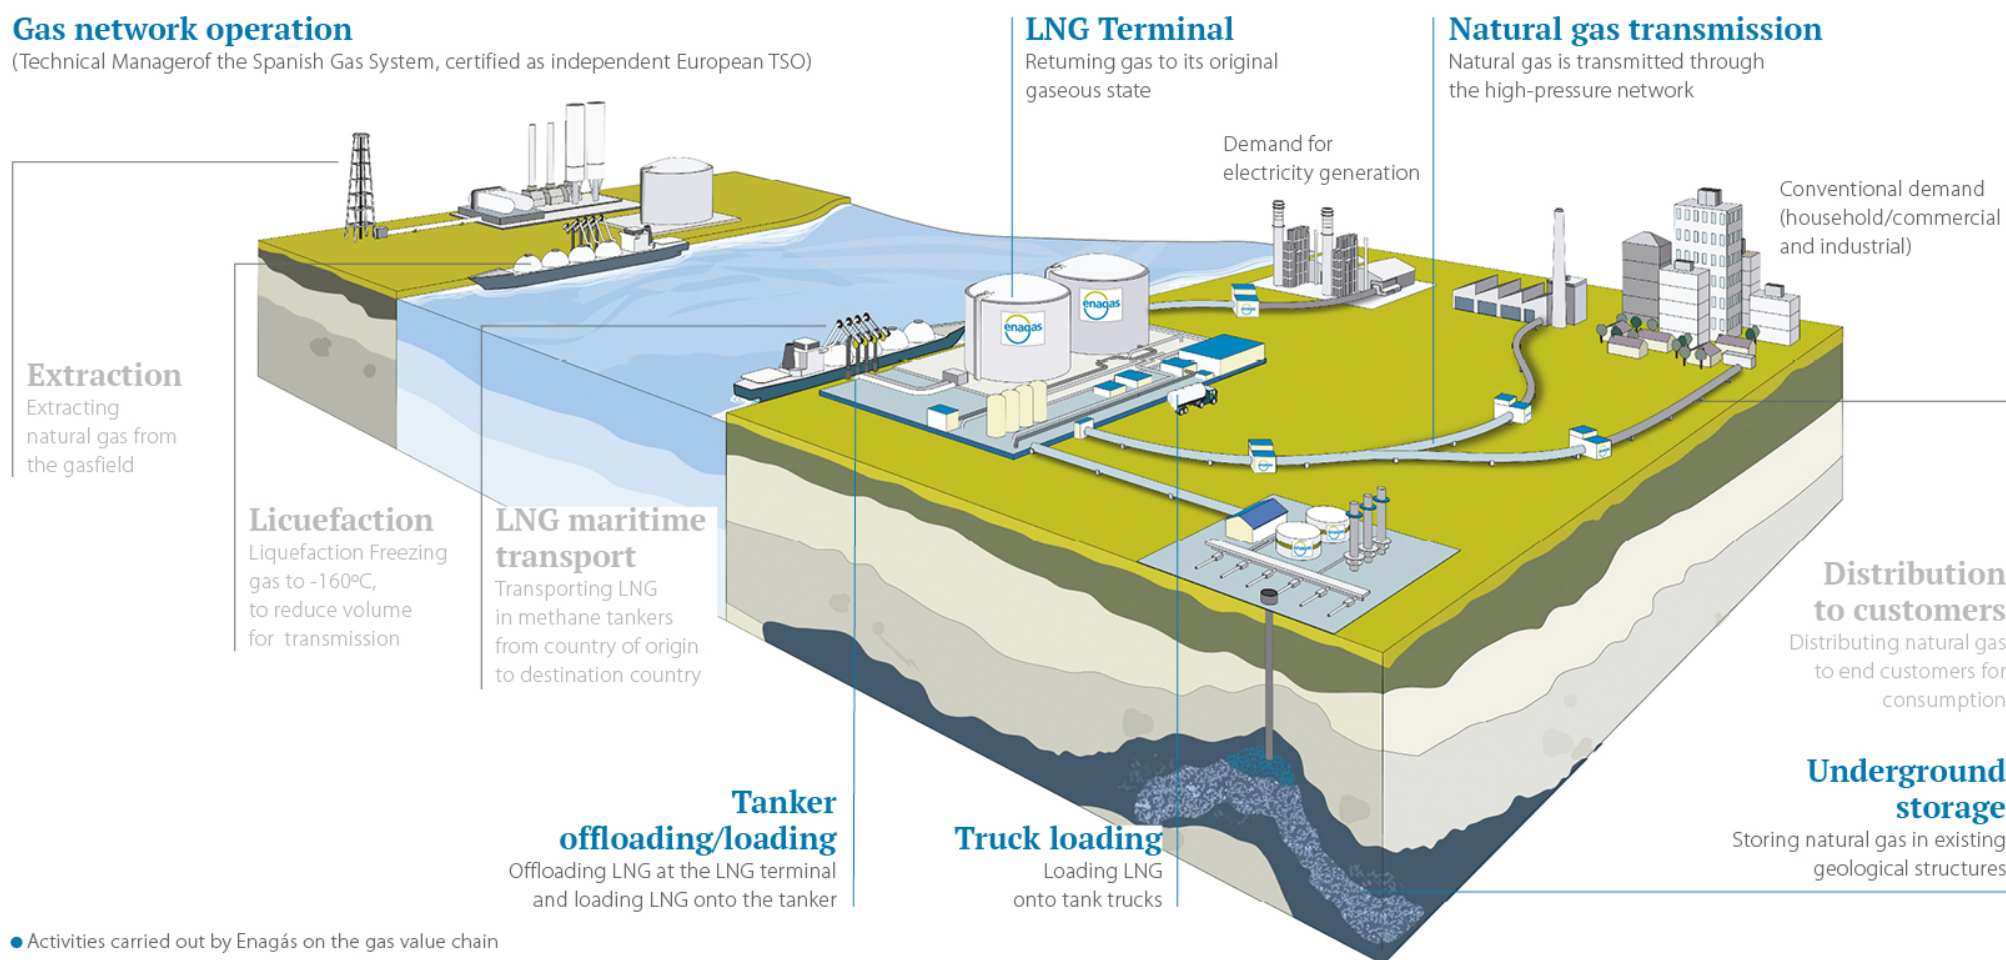 Gas network operation
(Technical Managerof the Spanish Gas System, certified as independent European TSO)
LNG Terminal
Retuming gas to its original
gaseous state
Natural gas transmission
Natural gas is transmitted through
the high-pressure network
Demand for
electricity generation
Conventional demand
(household/commercial
and industrial)
enagas
enagas
Extraction
Extracting
natural gas from
the gasfield
Licuefaction
Liquefaction Freezing
gas to -160ºC,
to reduce volume
for transmission
LNG maritime
transport
Transporting LNG
in methane tankers
from country of origin
to destination country
Distribution
to customers
Distributing natural gas
to end customers for
consumption
Tanker
offloading/loading
Offloading LNG at the LNG terminal
and loading LNG onto the tanker
Truck loading
Loading LNG
onto tank trucks
Underground
storage
Storing natural gas in existing
geological structures
Activities carried out by Enagás on the gas value chain